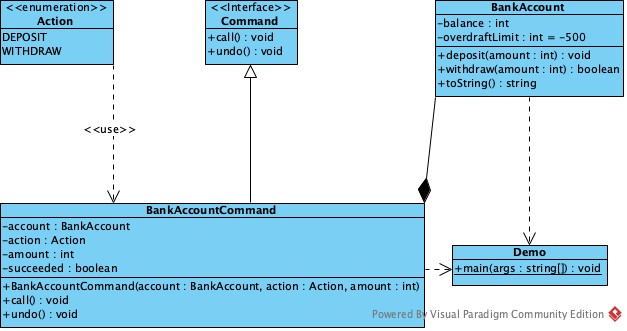 <<enumeration>>
Action
DEPOSIT
WITHDRAW
<<Interface>>
Command
+call() : void
+undo() : void
BankAccount
-balance : int
-overdraftLimit : int = -500
+deposit(amount : int) : void
+withdraw(amount : int) : boolean
+toString() : string
<<use>>
BankAccountCommand
-account : BankAccount
-action : Action
-amount : int
-succeeded : boolean
+BankAccountCommand(account : BankAccount, action : Action, amount : int)
+call() : void
+undo() : void
Demo
+main(args : string[]) : void
Powered By Visual Paradigm Community Edition